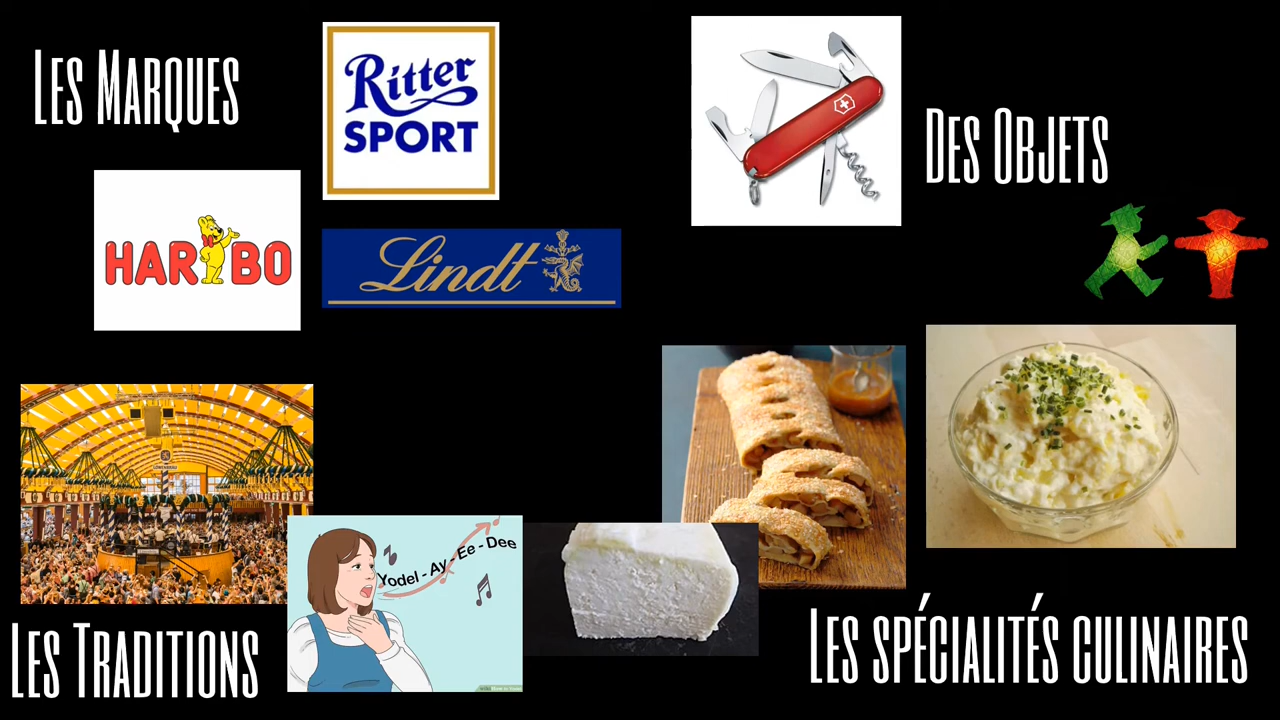 Les Marques
Ritter
SPORT
Des Objets
HARIBO
Lindt
Yodel - Ay - Ee - Dee
Les Traditions
Les spécialités culinaires